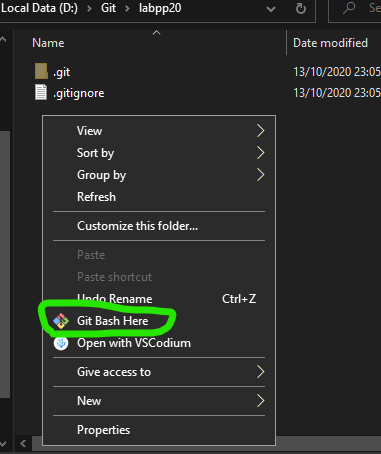 Local Data (D:) > Git > labpp20
Se
Name
Date modified
.git
13/10/2020 23:05
.gitignore
13/10/2020 23:05
View
Sort by
Group by
Refresh
Customize this folder...
Paste
Paste shortcut
Undo Rename Ctrl+Z
Git Bash Here
Open with VSCodium
Give access to
New
Properties